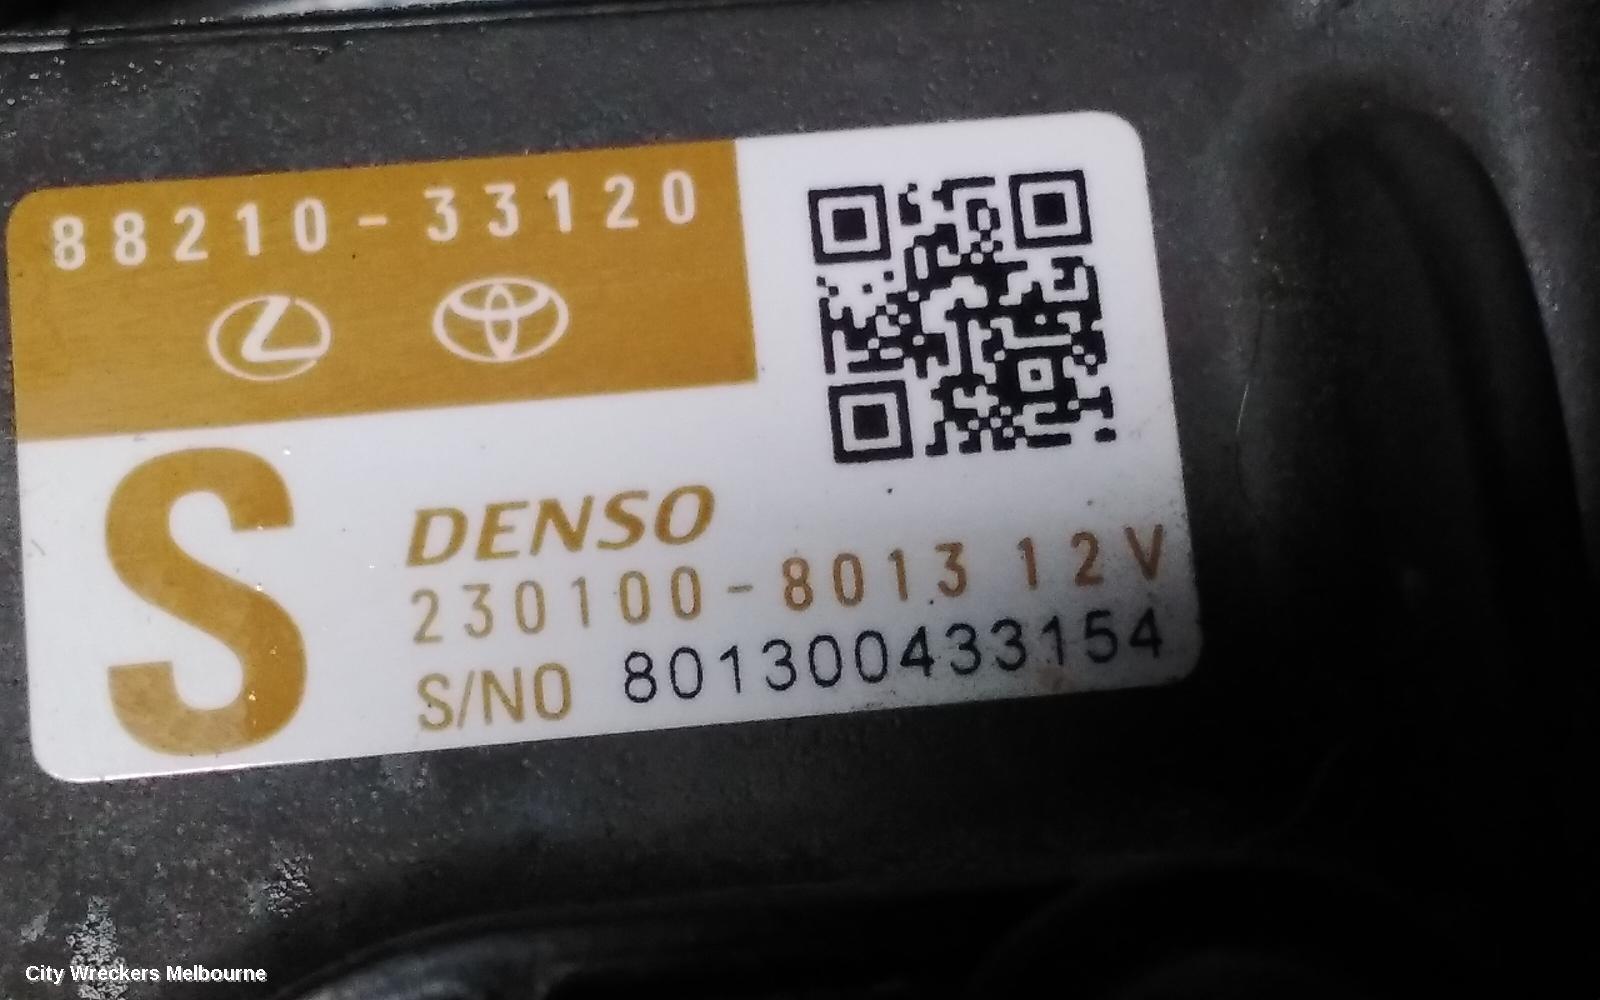 88210-33120
S
DENSO
230100-8013 12V
S/NO 801300433154
City Wreckers Melbourne